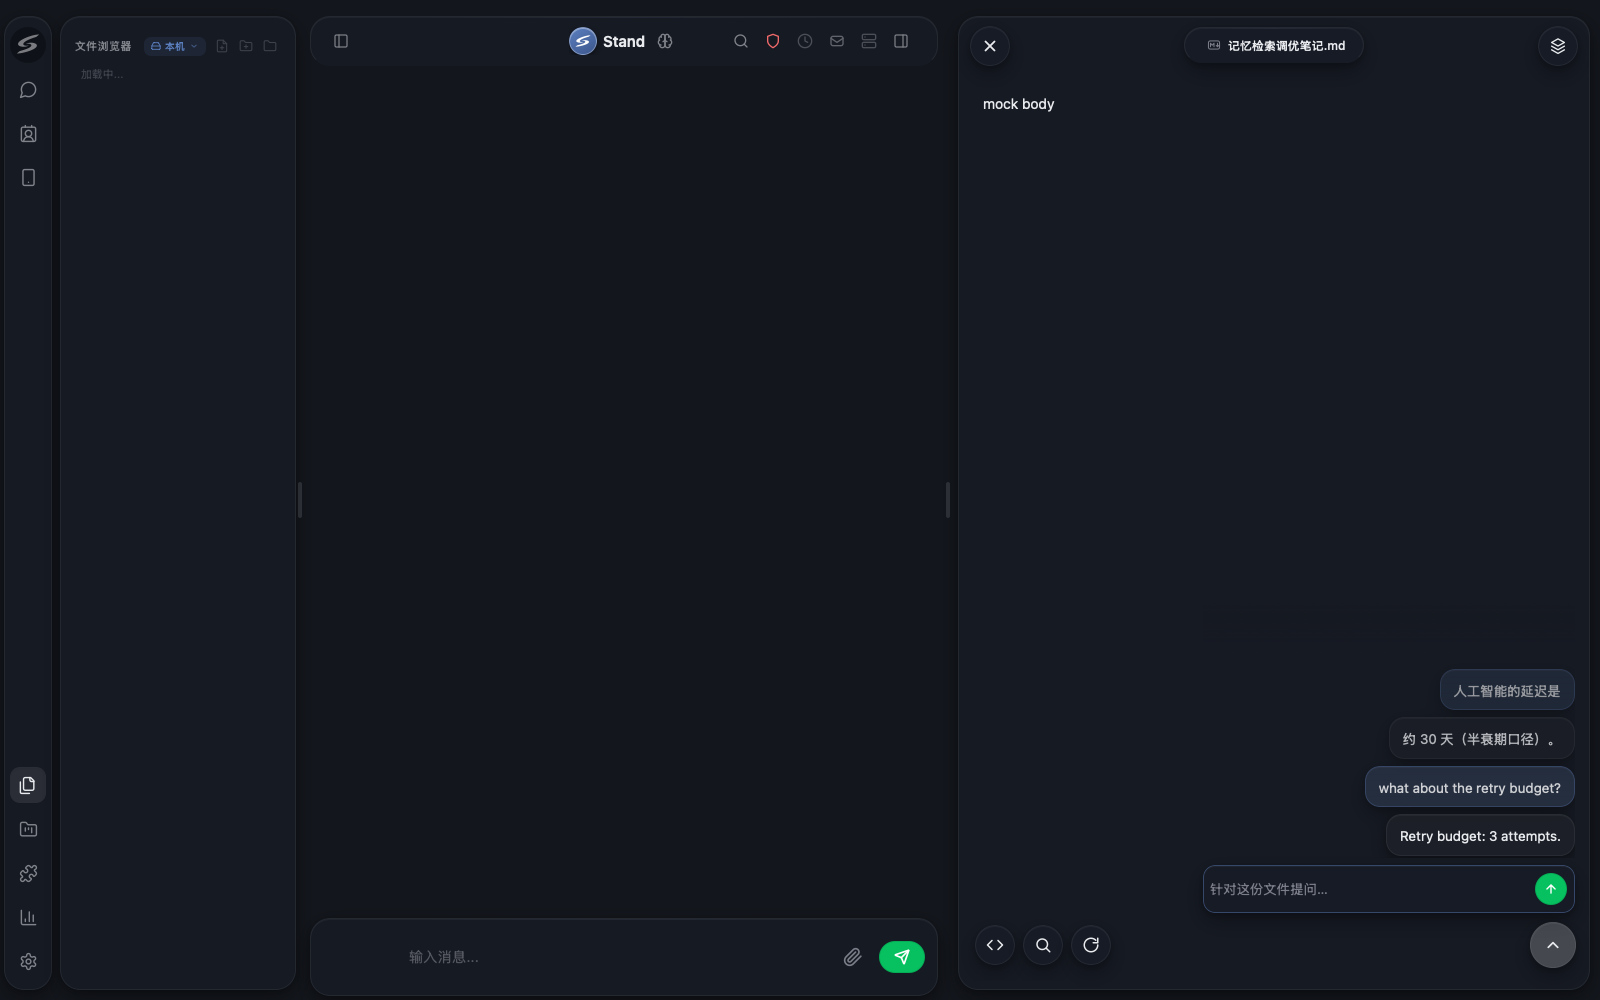 文件浏览器
本机
加载中...
Stand
输入消息...
记忆检索调优笔记.md
mock body
人工智能的延迟是
约 30 天（半衰期口径）。
what about the retry budget?
Retry budget: 3 attempts.
针对这份文件提问...